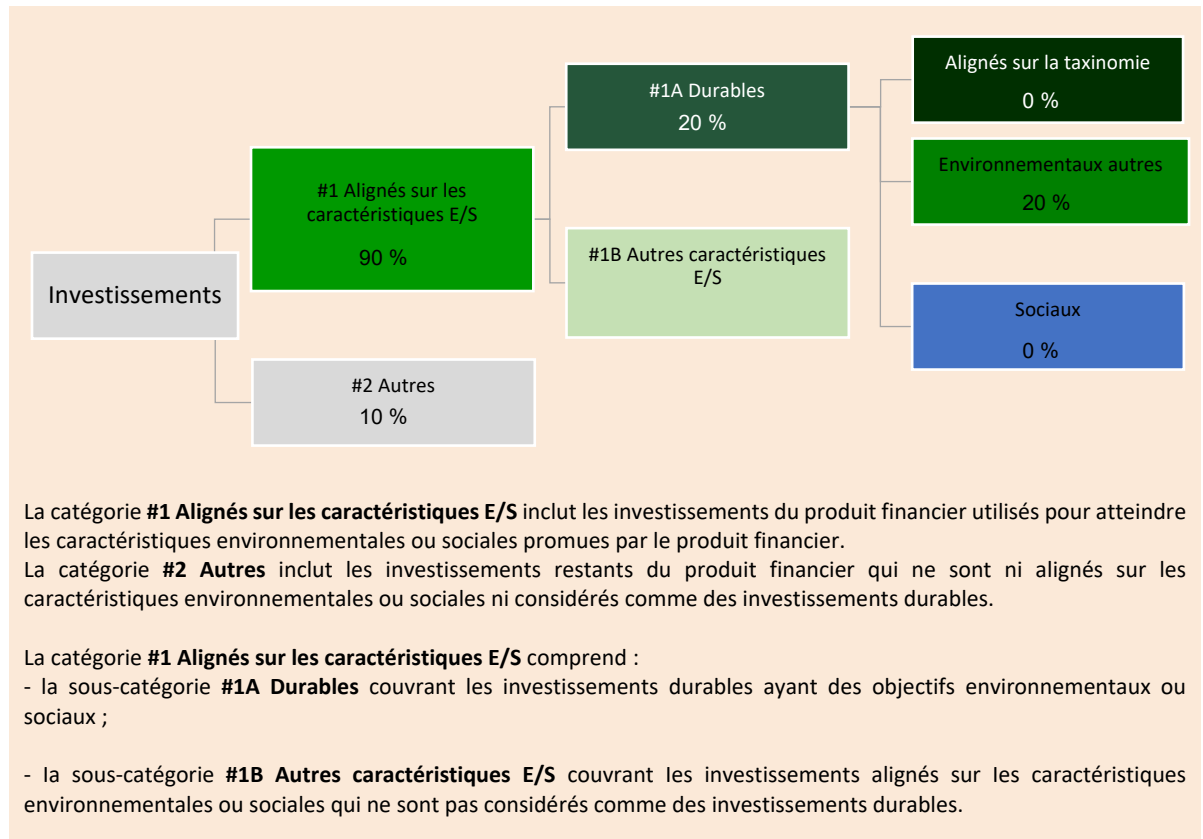 Investissements
#1 Alignés sur les
caractéristiques E/S
90 %
#2 Autres
10 %
#1A Durables
20 %
#1B Autres caractéristiques
E/S
Alignés sur la taxinomie
0 %
Environnementaux autres
20 %
Sociaux
0 %
La catégorie #1 Alignés sur les caractéristiques E/S inclut les investissements du produit financier utilisés pour atteindre
les caractéristiques environnementales ou sociales promues par le produit financier.
La catégorie #2 Autres inclut les investissements restants du produit financier qui ne sont ni alignés sur les
caractéristiques environnementales ou sociales ni considérés comme des investissements durables.
La catégorie #1 Alignés sur les caractéristiques E/S comprend :
- la sous-catégorie #1A Durables couvrant les investissements durables ayant des objectifs environnementaux ou
sociaux ;
- la sous-catégorie #1B Autres caractéristiques E/S couvrant les investissements alignés sur les caractéristiques
environnementales ou sociales qui ne sont pas considérés comme des investissements durables.